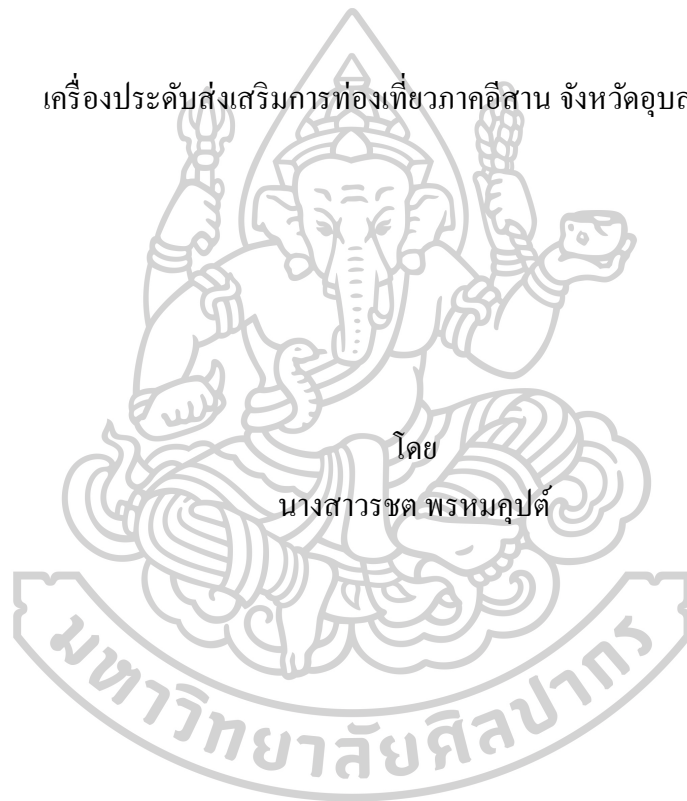 เครื่องประดับส่งเสริมการท่องเที่ยวภาคอีสาน จังหวัด
โดย
นางสาวรชต พรหมคุปต์
มหาวิทยาลัยศิลปากร